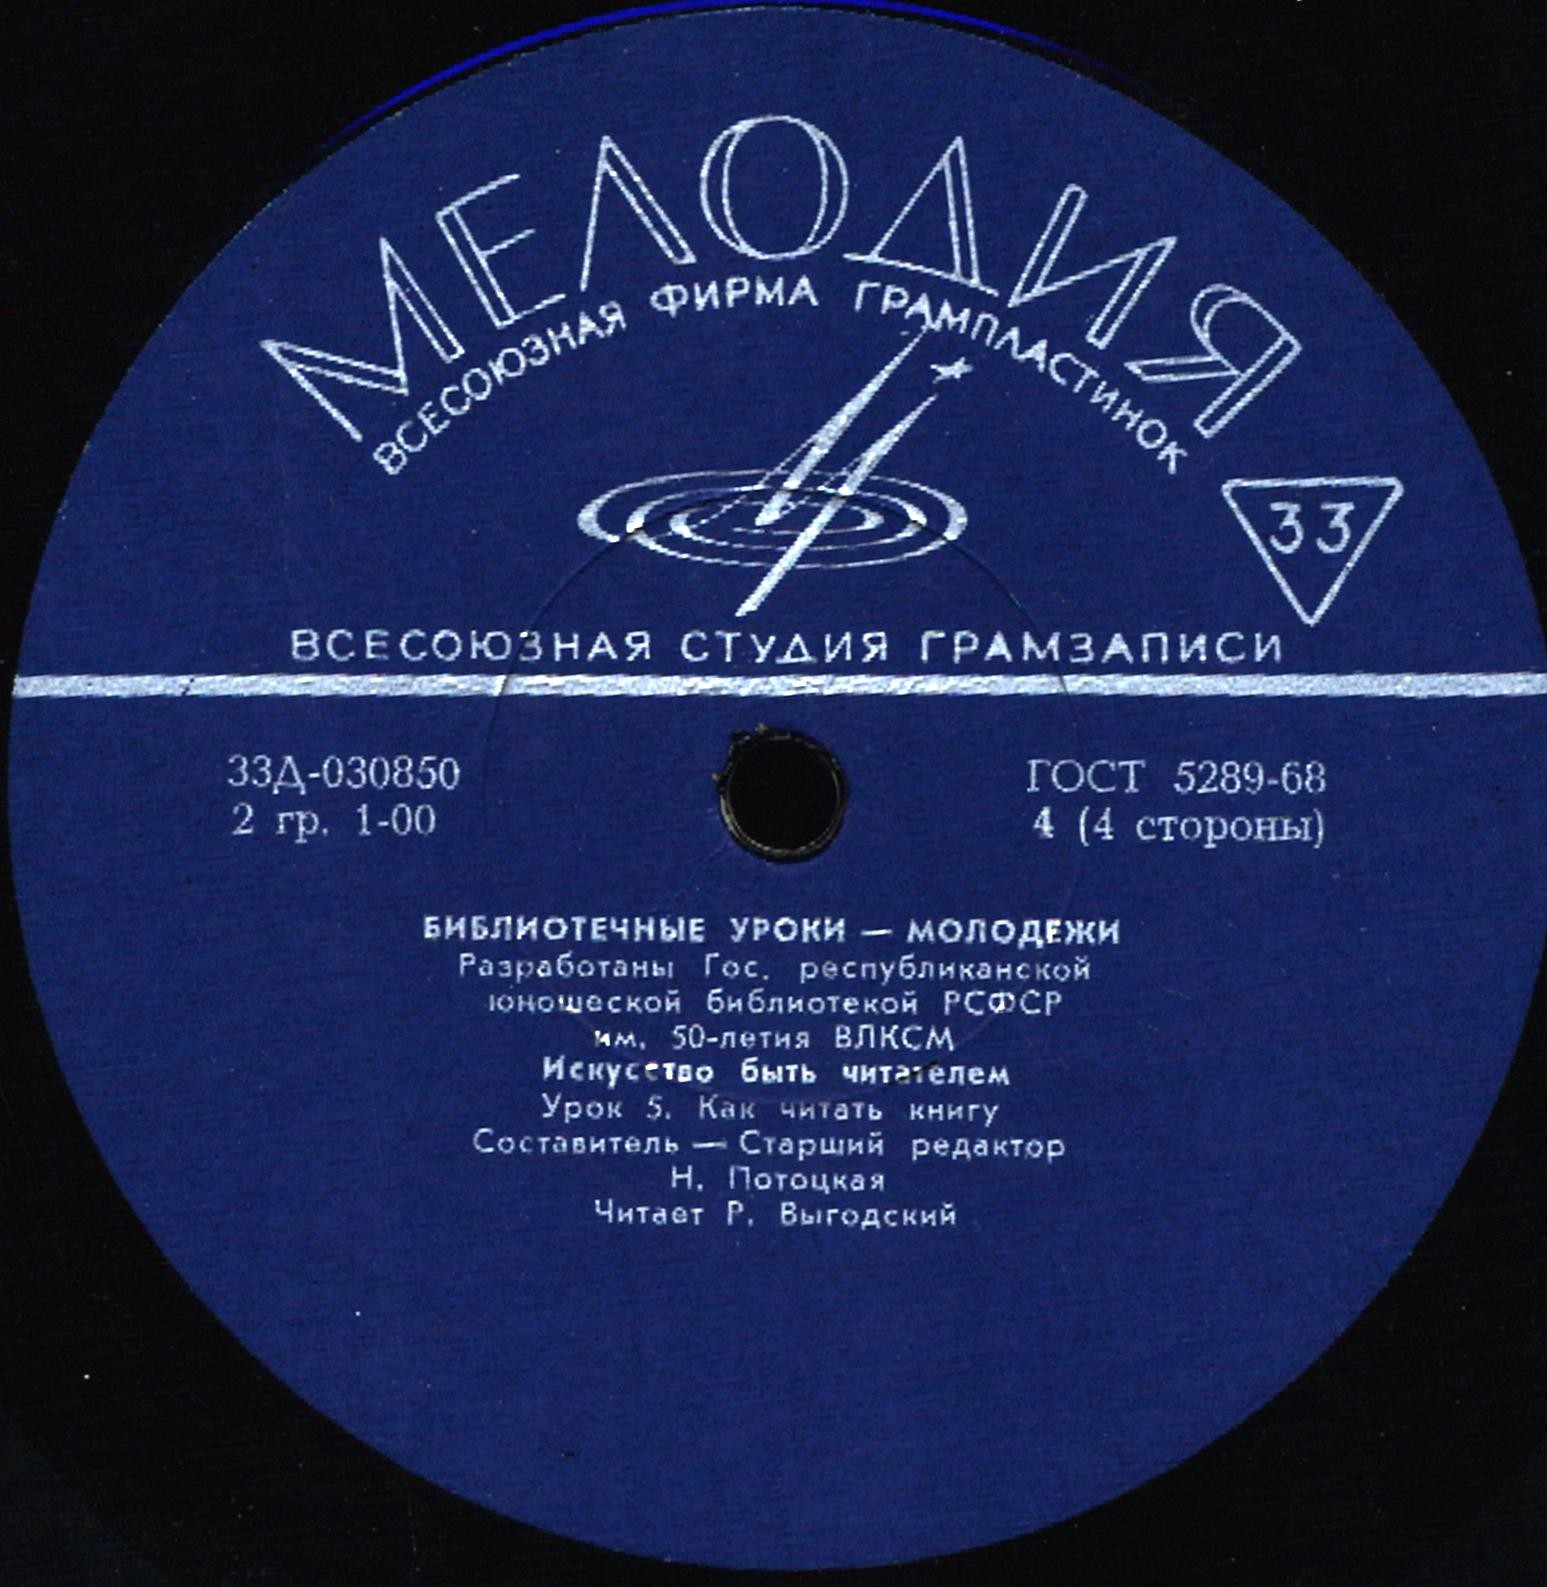 МЕЛОДИЯ
ВСЕСОЮЗНАЯ ФИРМА ГРАМПЛАСТИНОК
33
ВСЕСОЮЗНАЯ СТУДИЯ ГРАМЗАПИСИ
33Д-030850
ГОСТ 5289-68
2 гр. 1-00
4 (4 стороны)
БИБЛИОТЕЧНЫЕ УРОКИ — МОЛОДЕЖИ
Разработаны Гос. республиканской
юношеской библиотекой РСФСР
им. 50-летия ВЛКСМ
Искусство быть читателем
Урок 5. Как читать книгу
Составитель — Старший редактор
Н. Потоцкая
Читает Р. Выгодский